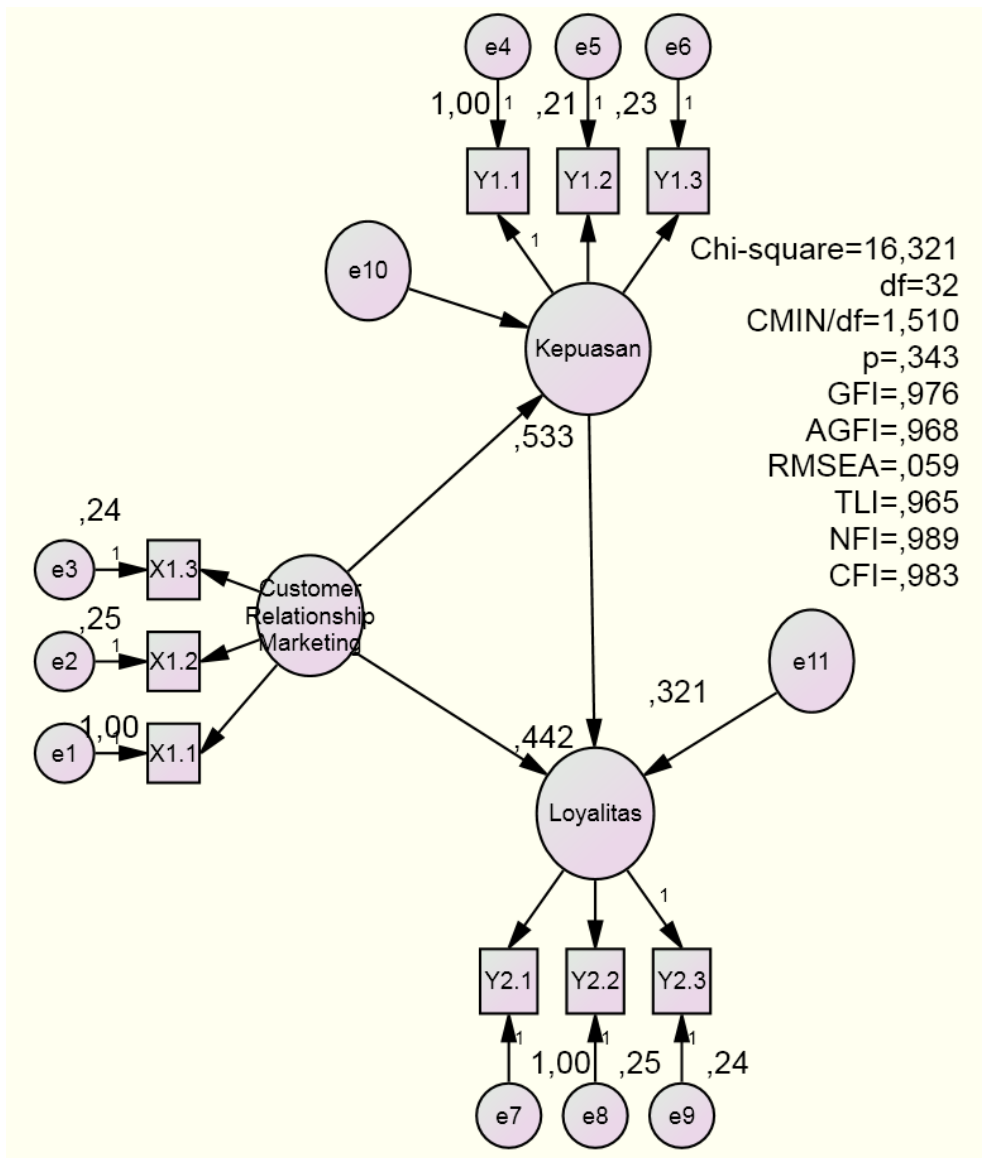 e4 e5 e6
1,00 1 ,21 1 ,23 1
Y1.1 Y1.2 Y1.3
1
e10
Chi-square=16,321
df=32
CMIN/df=1,510
p=,343
GFI=,976
AGFI=,968
RMSEA=,059
TLI=,965
NFI=,989
CFI=,983
Kepuasan
,533
,24
e3 1 X1.3
,25
e2 1 X1.2
1,00
e1 1 X1.1
Customer
Relationship
Marketing
,442
,321
e11
Loyalitas
1
Y2.1 Y2.2 Y2.3
1 1,00 1 ,25 1 ,24
e7 e8 e9